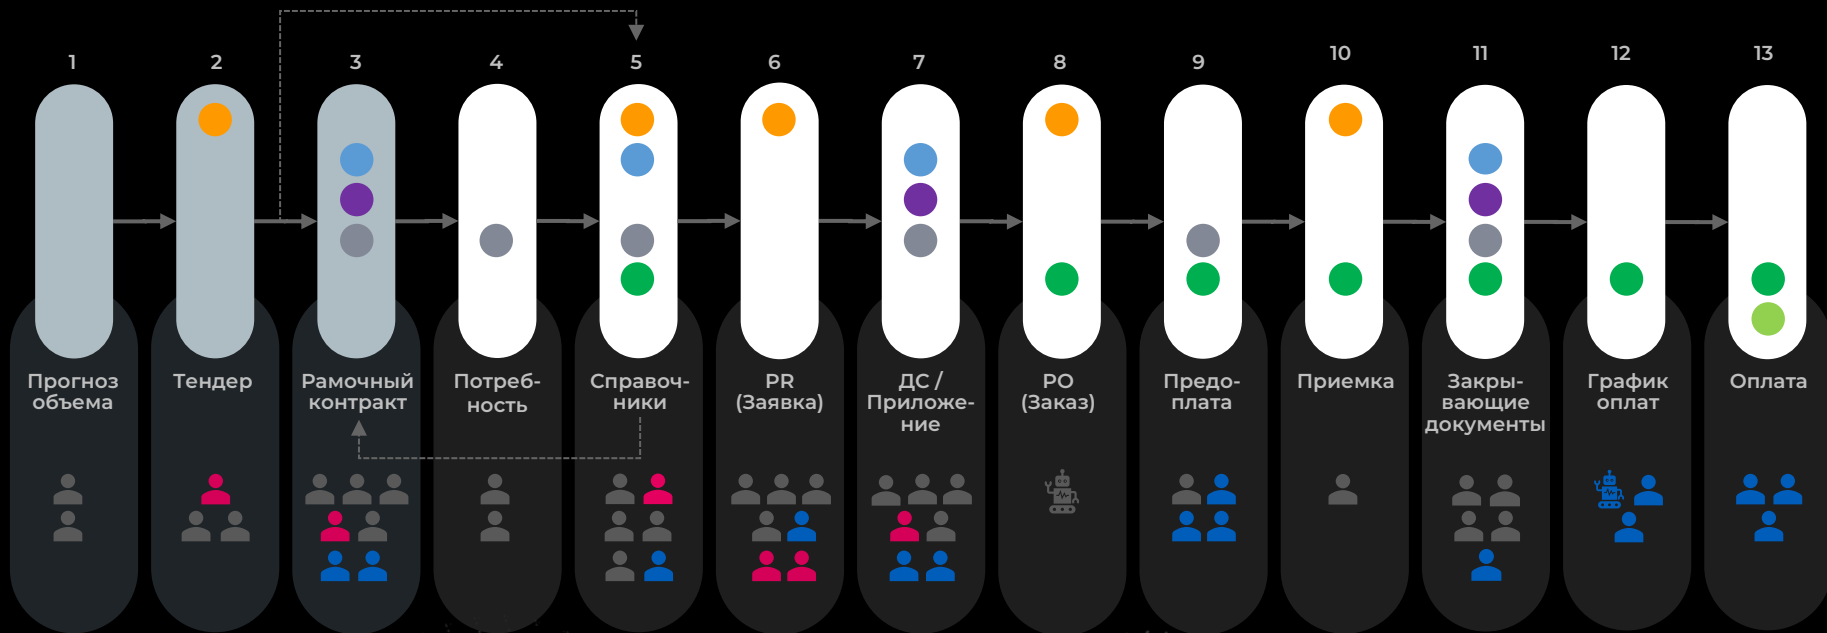 1
2
3
4
5
6
7
8
9
10
11
12
13
Прогноз
объема
Тендер
Рамочный
контракт
Потреб-
ность
Справоч-
ники
PR
(Заявка)
ДС /
Приложе-
ние
PO
(Заказ)
Предо-
плата
Приемка
Закры-
вающие
документы
График
оплат
Оплата